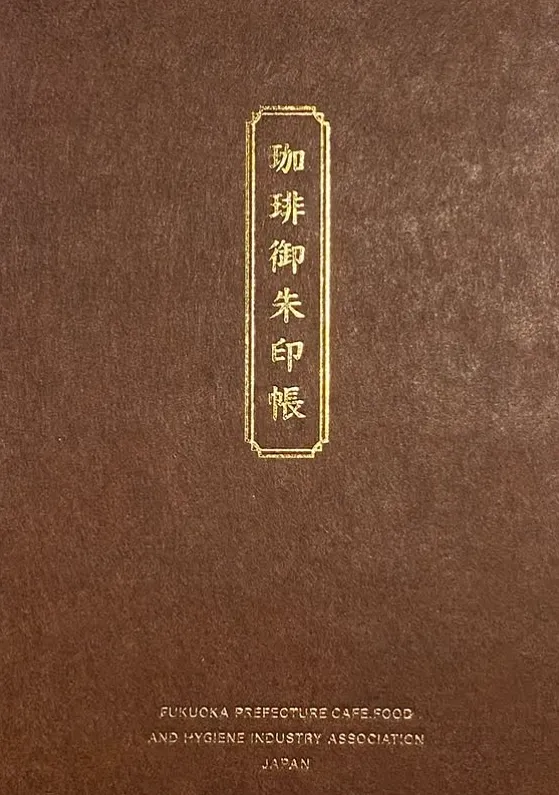 珈琲御朱印帳
FUKUOKA PREFECTURE CAFE.FOOD
AND HYGIENE INDUSTRY ASSOCIATION
JAPAN